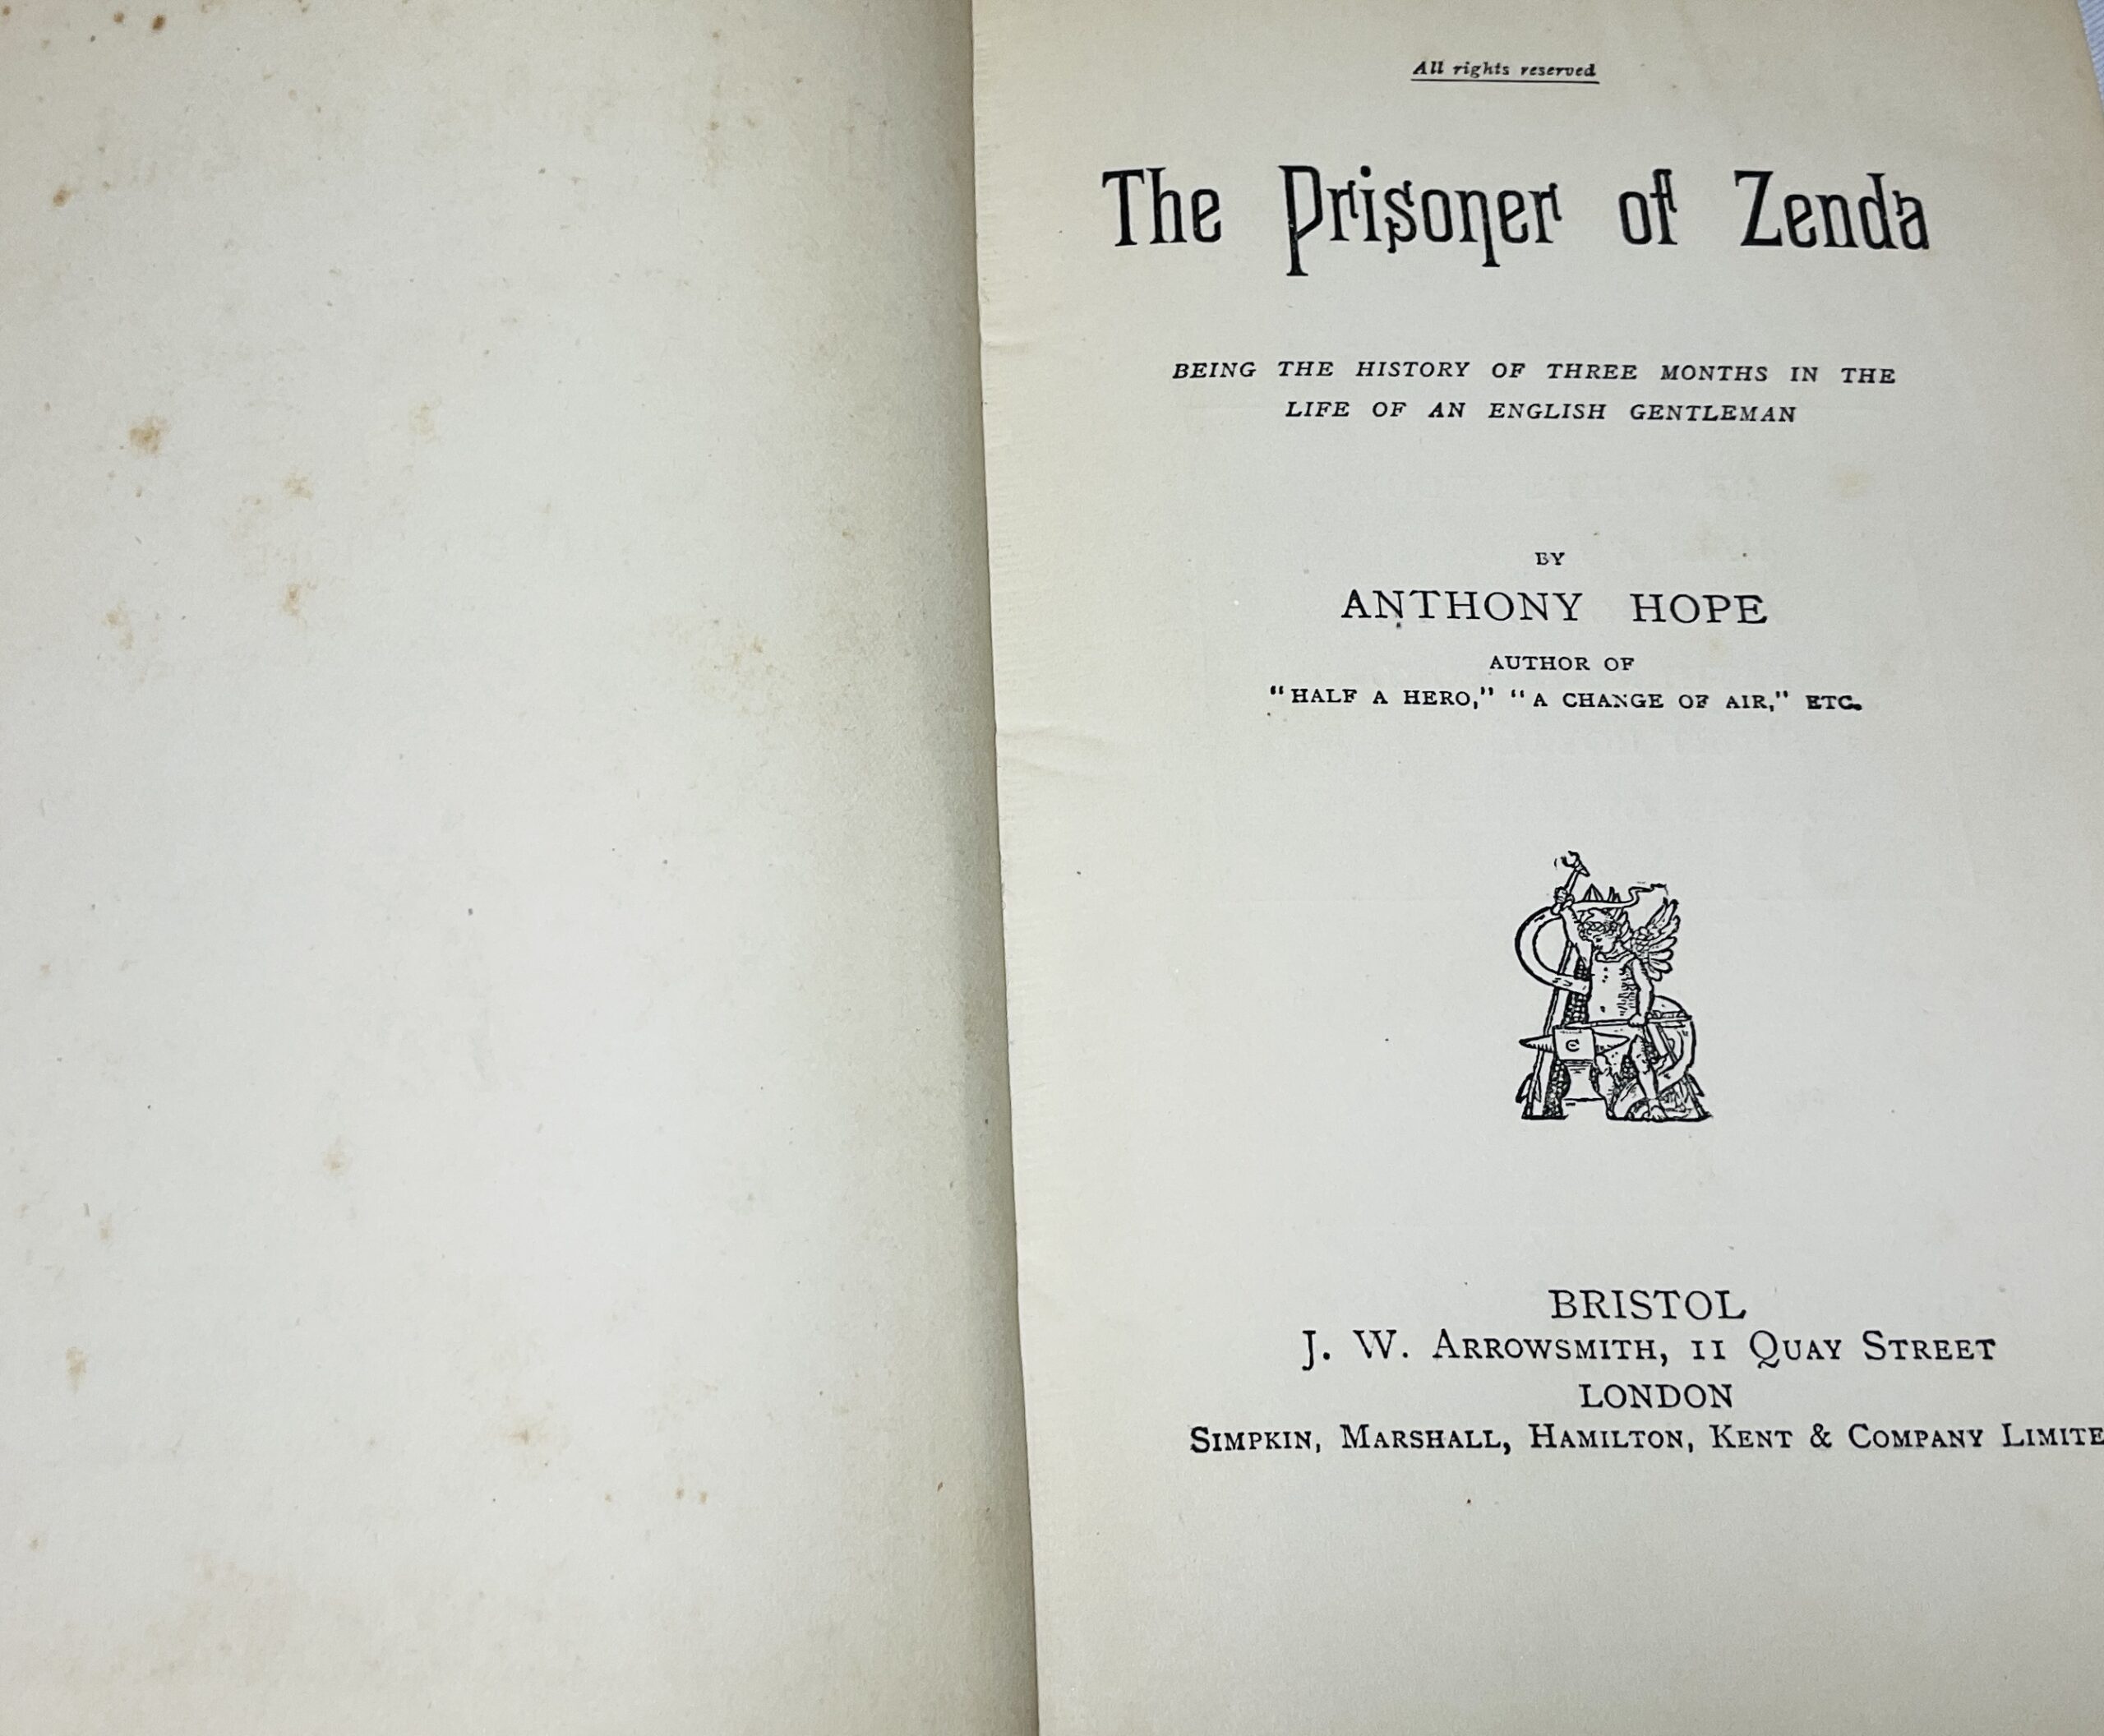 All rights reserved
The Prisoner of Zenda
BEING THE HISTORY OF THREE MONTHS IN THE
LIFE OF AN ENGLISH GENTLEMAN
BY
ANTHONY HOPE
AUTHOR OF
"HALF A HERO," "A CHANGE OF AIR," ETC.
C
BRISTOL
J. W. ARROWSMITH, 11 QUAY STREET
LONDON
SIMPKIN, MARSHALL, HAMILTON, KENT & COMPANY LIMITE